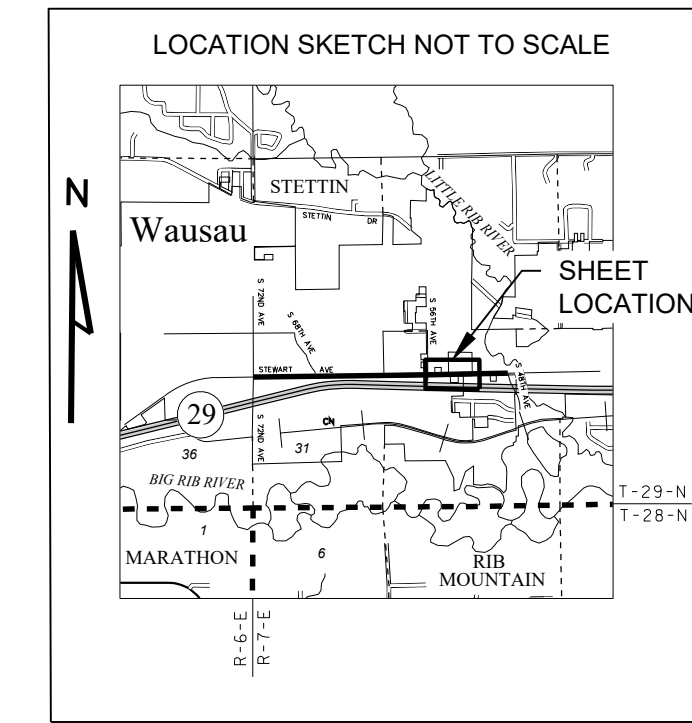 LOCATION SKETCH NOT TO SCALE
N
STETTIN
STETTIN DR
Wausau
LITTLE RIB RIVER
SHEET
LOCATION
S 72ND AVE
S 68TH AVE
S 56TH AVE
S 48TH AVE
STEWART AVE
29
S 72ND AVE
CN
36
31
BIG RIB RIVER
T-29-N
T-28-N
1
6
MARATHON
RIB
MOUNTAIN
R-6-E
R-7-E